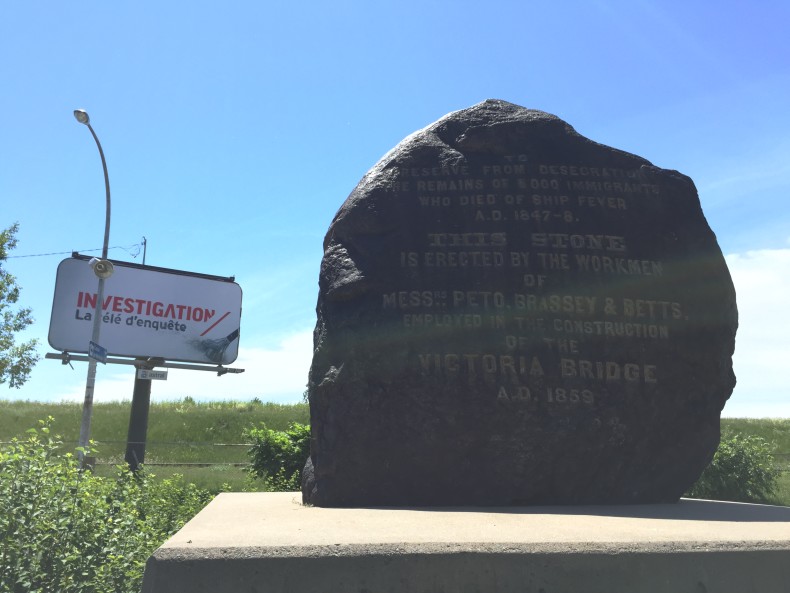 TO
PRESERVE FROM DESECRATION
THE REMAINS OF 6,000 IMMIGRANTS
WHO DIED OF SHIP FEVER
A.D. 1847-8.
THIS STONE
IS ERECTED BY THE WORKMEN
OF
MESSRS PETO, BRASSEY & BETTS,
EMPLOYED IN THE CONSTRUCTION
OF THE
VICTORIA BRIDGE
A.D. 1859
INVESTIGATION
La télé d'enquête